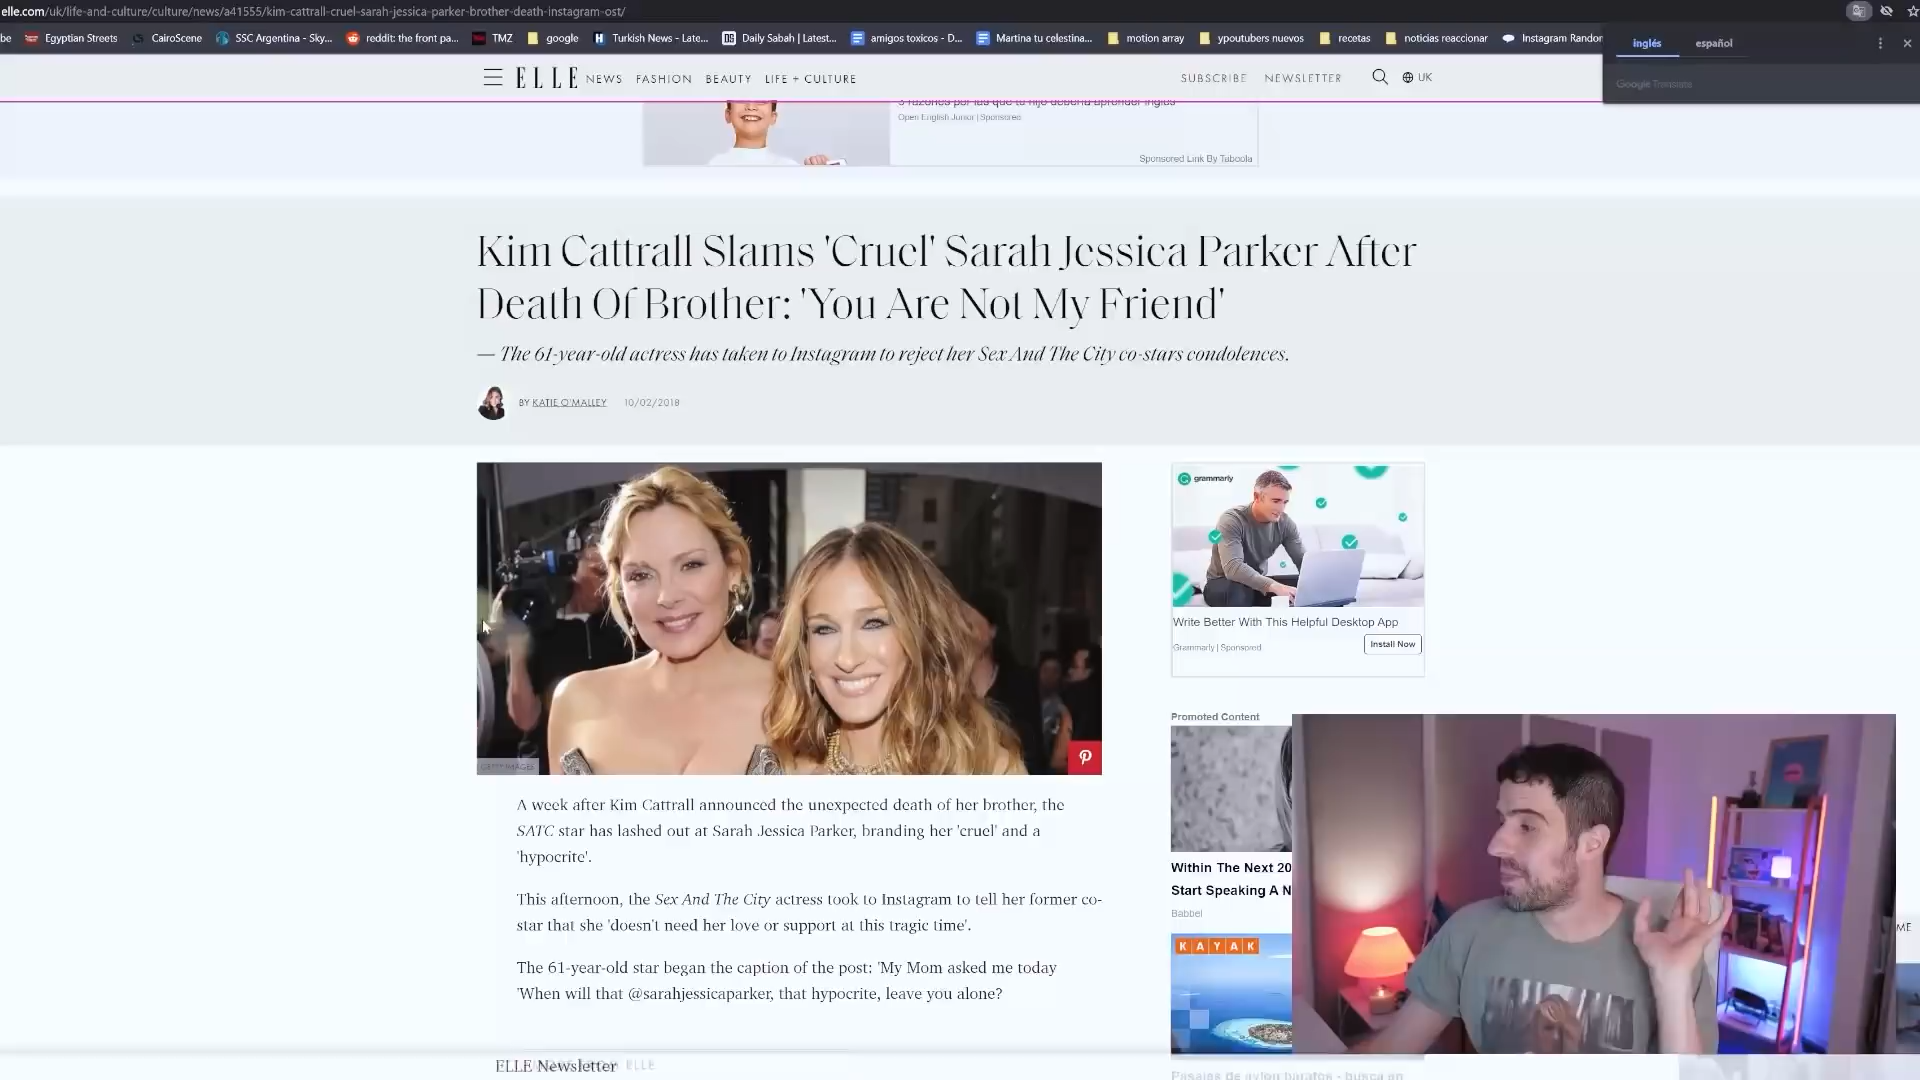 elle.com/uk/life-and-culture/culture/news/a41555/kim-cattrall-cruel-sarah-jessica-parker-brother-death-instagram-ost/
be Egyptian Streets CairoScene SSC Argentina - Sky... reddit: the front pa... TMZ google Turkish News - Late... Daily Sabah | Latest... amigos toxicos - D... Martina tu celestina... motion array ypoutubers nuevos recetas noticias reaccionar Instagram Random
inglés español
Google Translate
ELLE NEWS FASHION BEAUTY LIFE + CULTURE SUBSCRIBE NEWSLETTER UK
3 razones por las que tu hijo debería aprender inglés
Open English Junior | Sponsored
Sponsored Link By Taboola
Kim Cattrall Slams 'Cruel' Sarah Jessica Parker After
Death Of Brother: 'You Are Not My Friend'
— The 61-year-old actress has taken to Instagram to reject her Sex And The City co-stars condolences.
BY KATIE O'MALLEY 10/02/2018
GETTY IMAGES
A week after Kim Cattrall announced the unexpected death of her brother, the
SATC star has lashed out at Sarah Jessica Parker, branding her 'cruel' and a
'hypocrite'.
This afternoon, the Sex And The City actress took to Instagram to tell her former co-
star that she 'doesn't need her love or support at this tragic time'.
The 61-year-old star began the caption of the post: 'My Mom asked me today
'When will that @sarahjessicaparker, that hypocrite, leave you alone?
ELLE Newsletter
ELLE
grammarly
Write Better With This Helpful Desktop App
Grammarly | Sponsored
Install Now
Promoted Content
Within The Next 20
Start Speaking A N
Babbel
KAYAK
Pasajes de avion baratos - busca en
ME